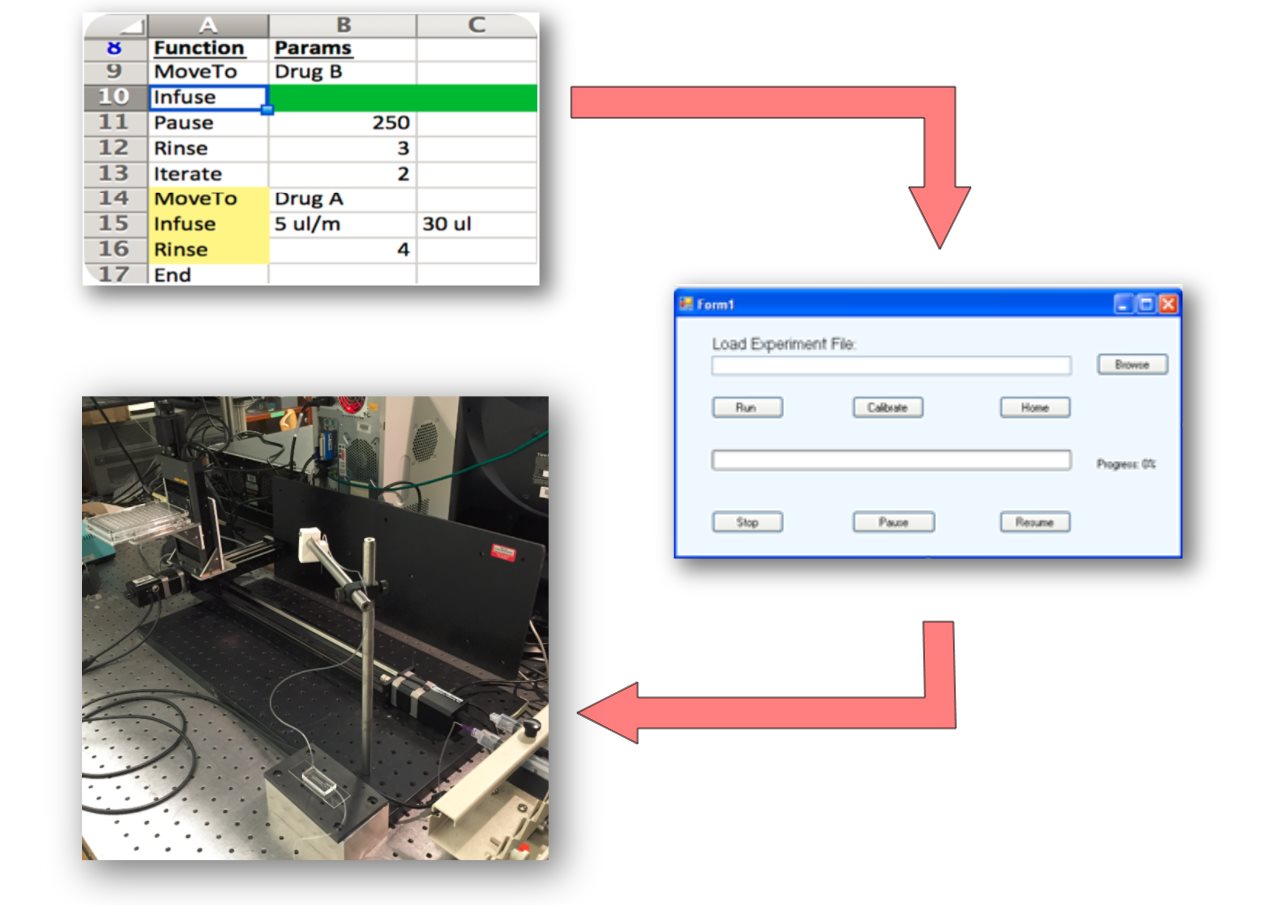 A B C
8 Function Params
9 MoveTo Drug B
10 Infuse
11 Pause 250
12 Rinse 3
13 Iterate 2
14 MoveTo Drug A
15 Infuse 5 ul/m 30 ul
16 Rinse 4
17 End
Form1
Load Experiment File:
Browse
Run Calibrate Home
Progress: 0%
Stop Pause Resume